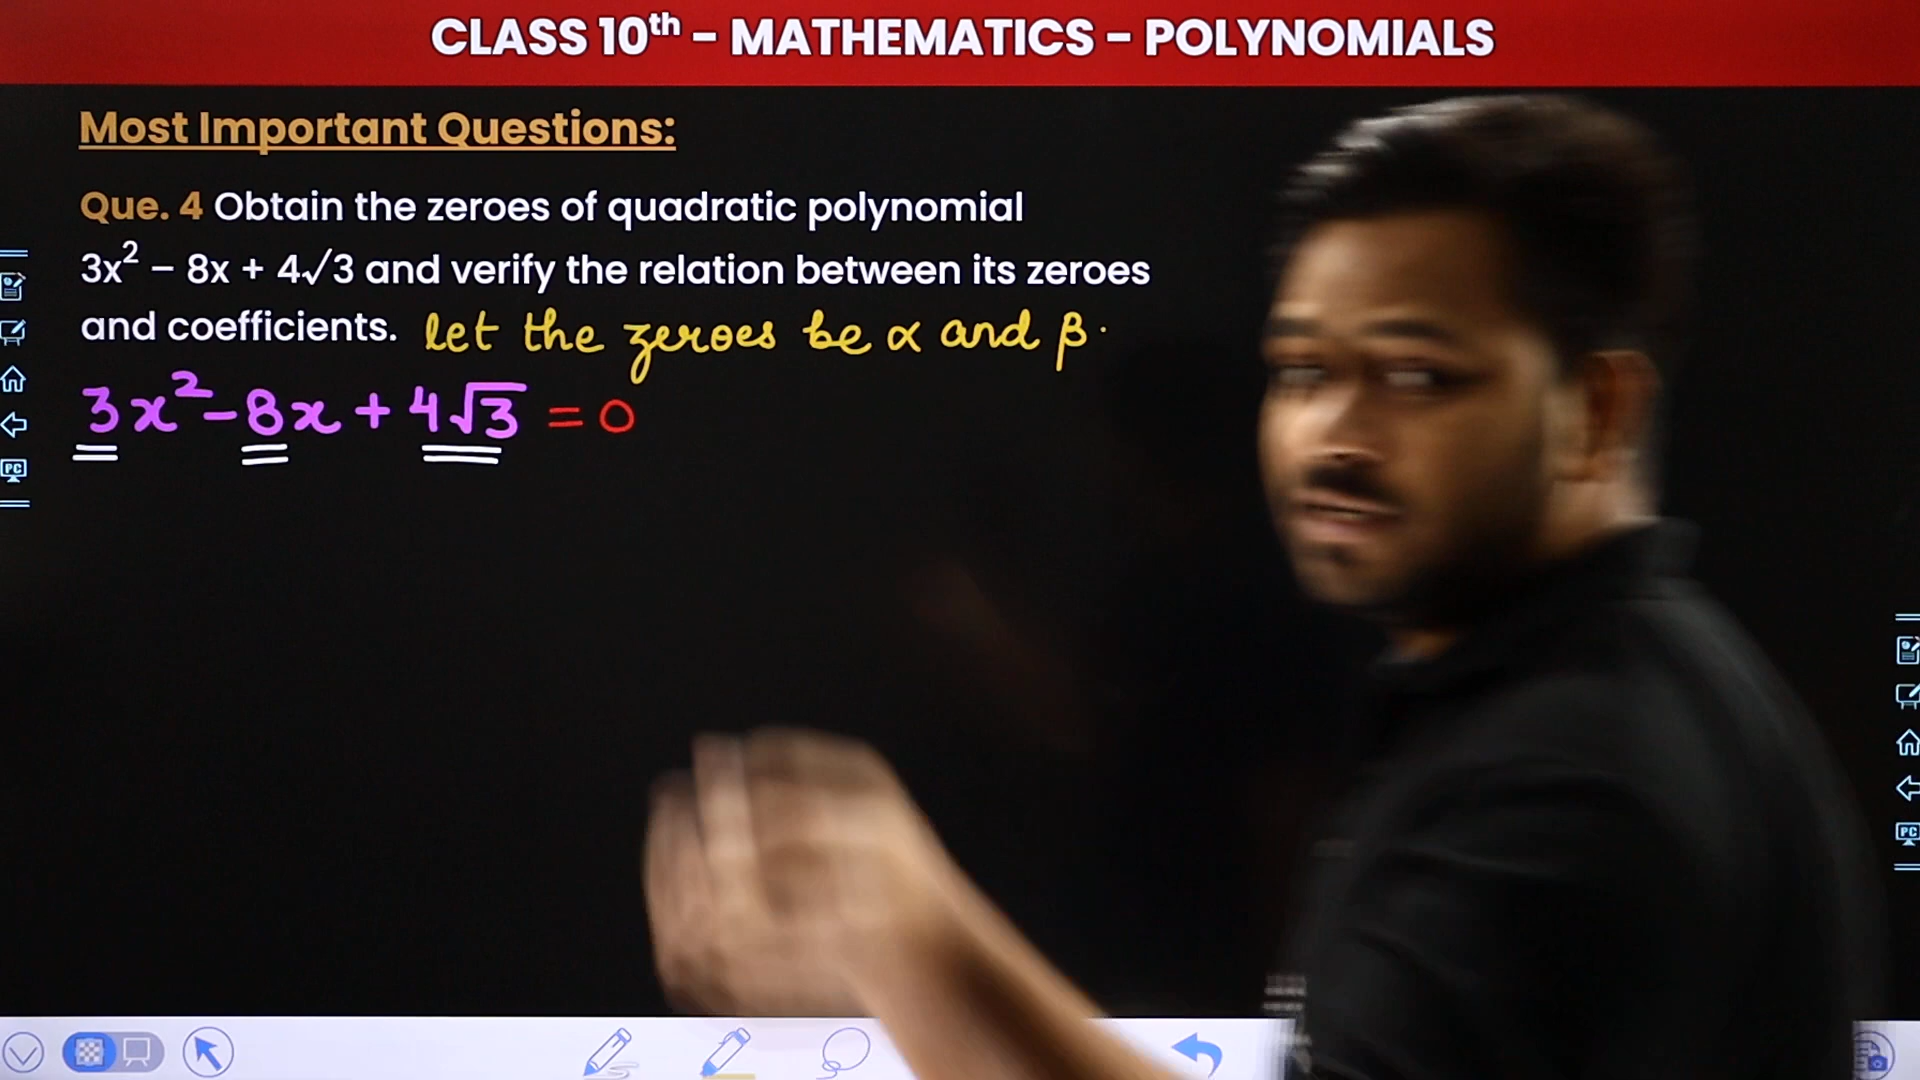 CLASS 10th - MATHEMATICS - POLYNOMIALS
Most Important Questions:
Que. 4 Obtain the zeroes of quadratic polynomial
3x² – 8x + 4√3 and verify the relation between its zeroes
and coefficients. let the zeroes be α and β.
3x² - 8x + 4√3 = 0
PC
PC